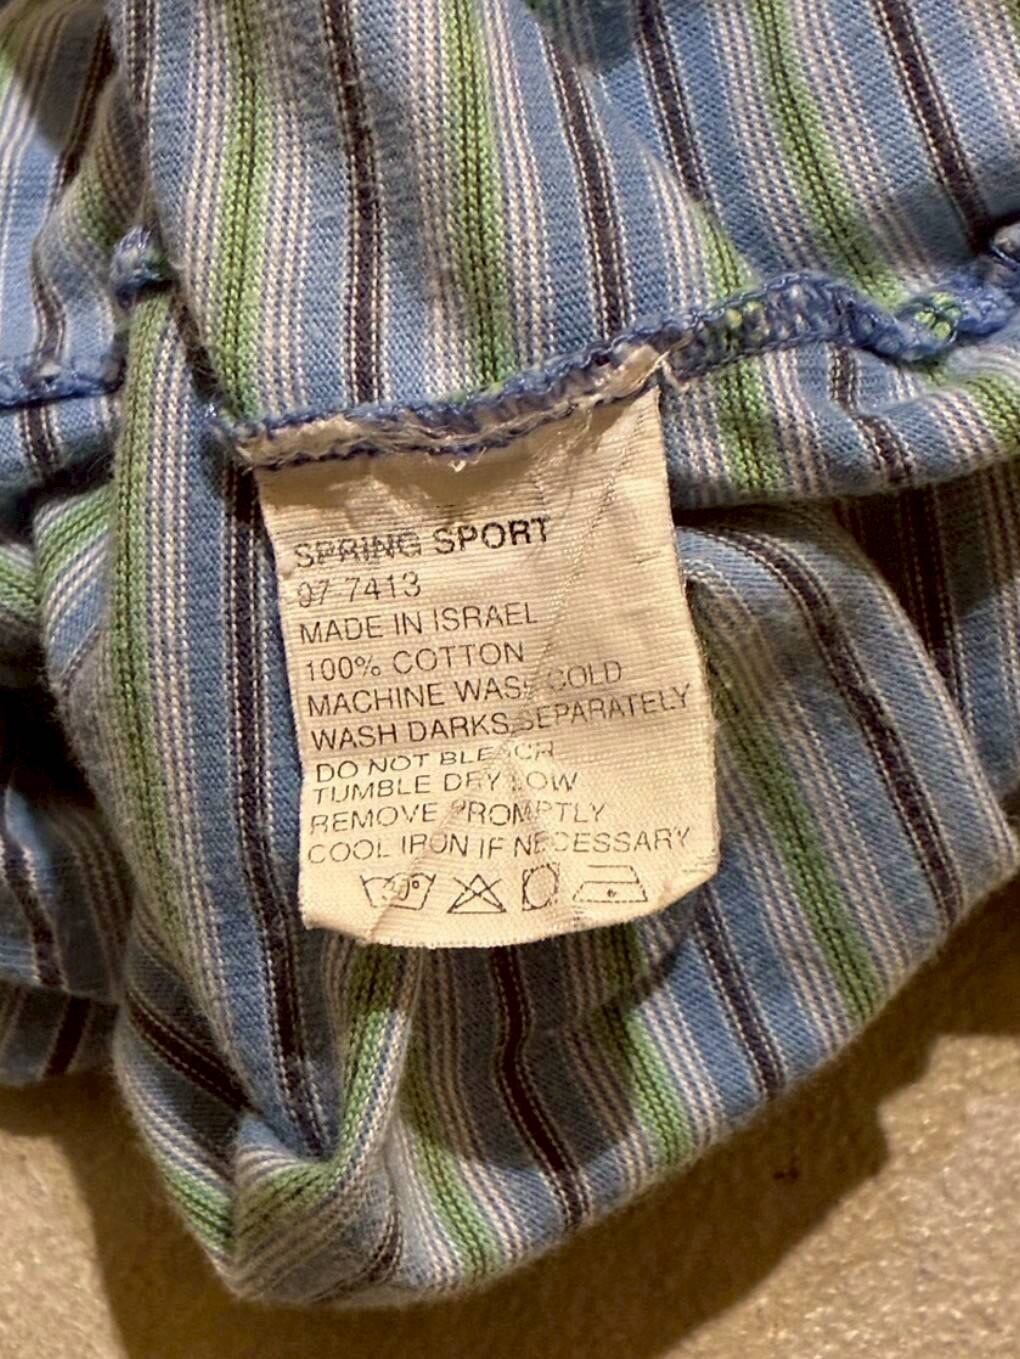 SPRING SPORT
07-7413
MADE IN ISRAEL
100% COTTON
MACHINE WASH COLD
WASH DARKS SEPARATELY
DO NOT BLEACH
TUMBLE DRY LOW
REMOVE PROMPTLY
COOL IRON IF NECESSARY